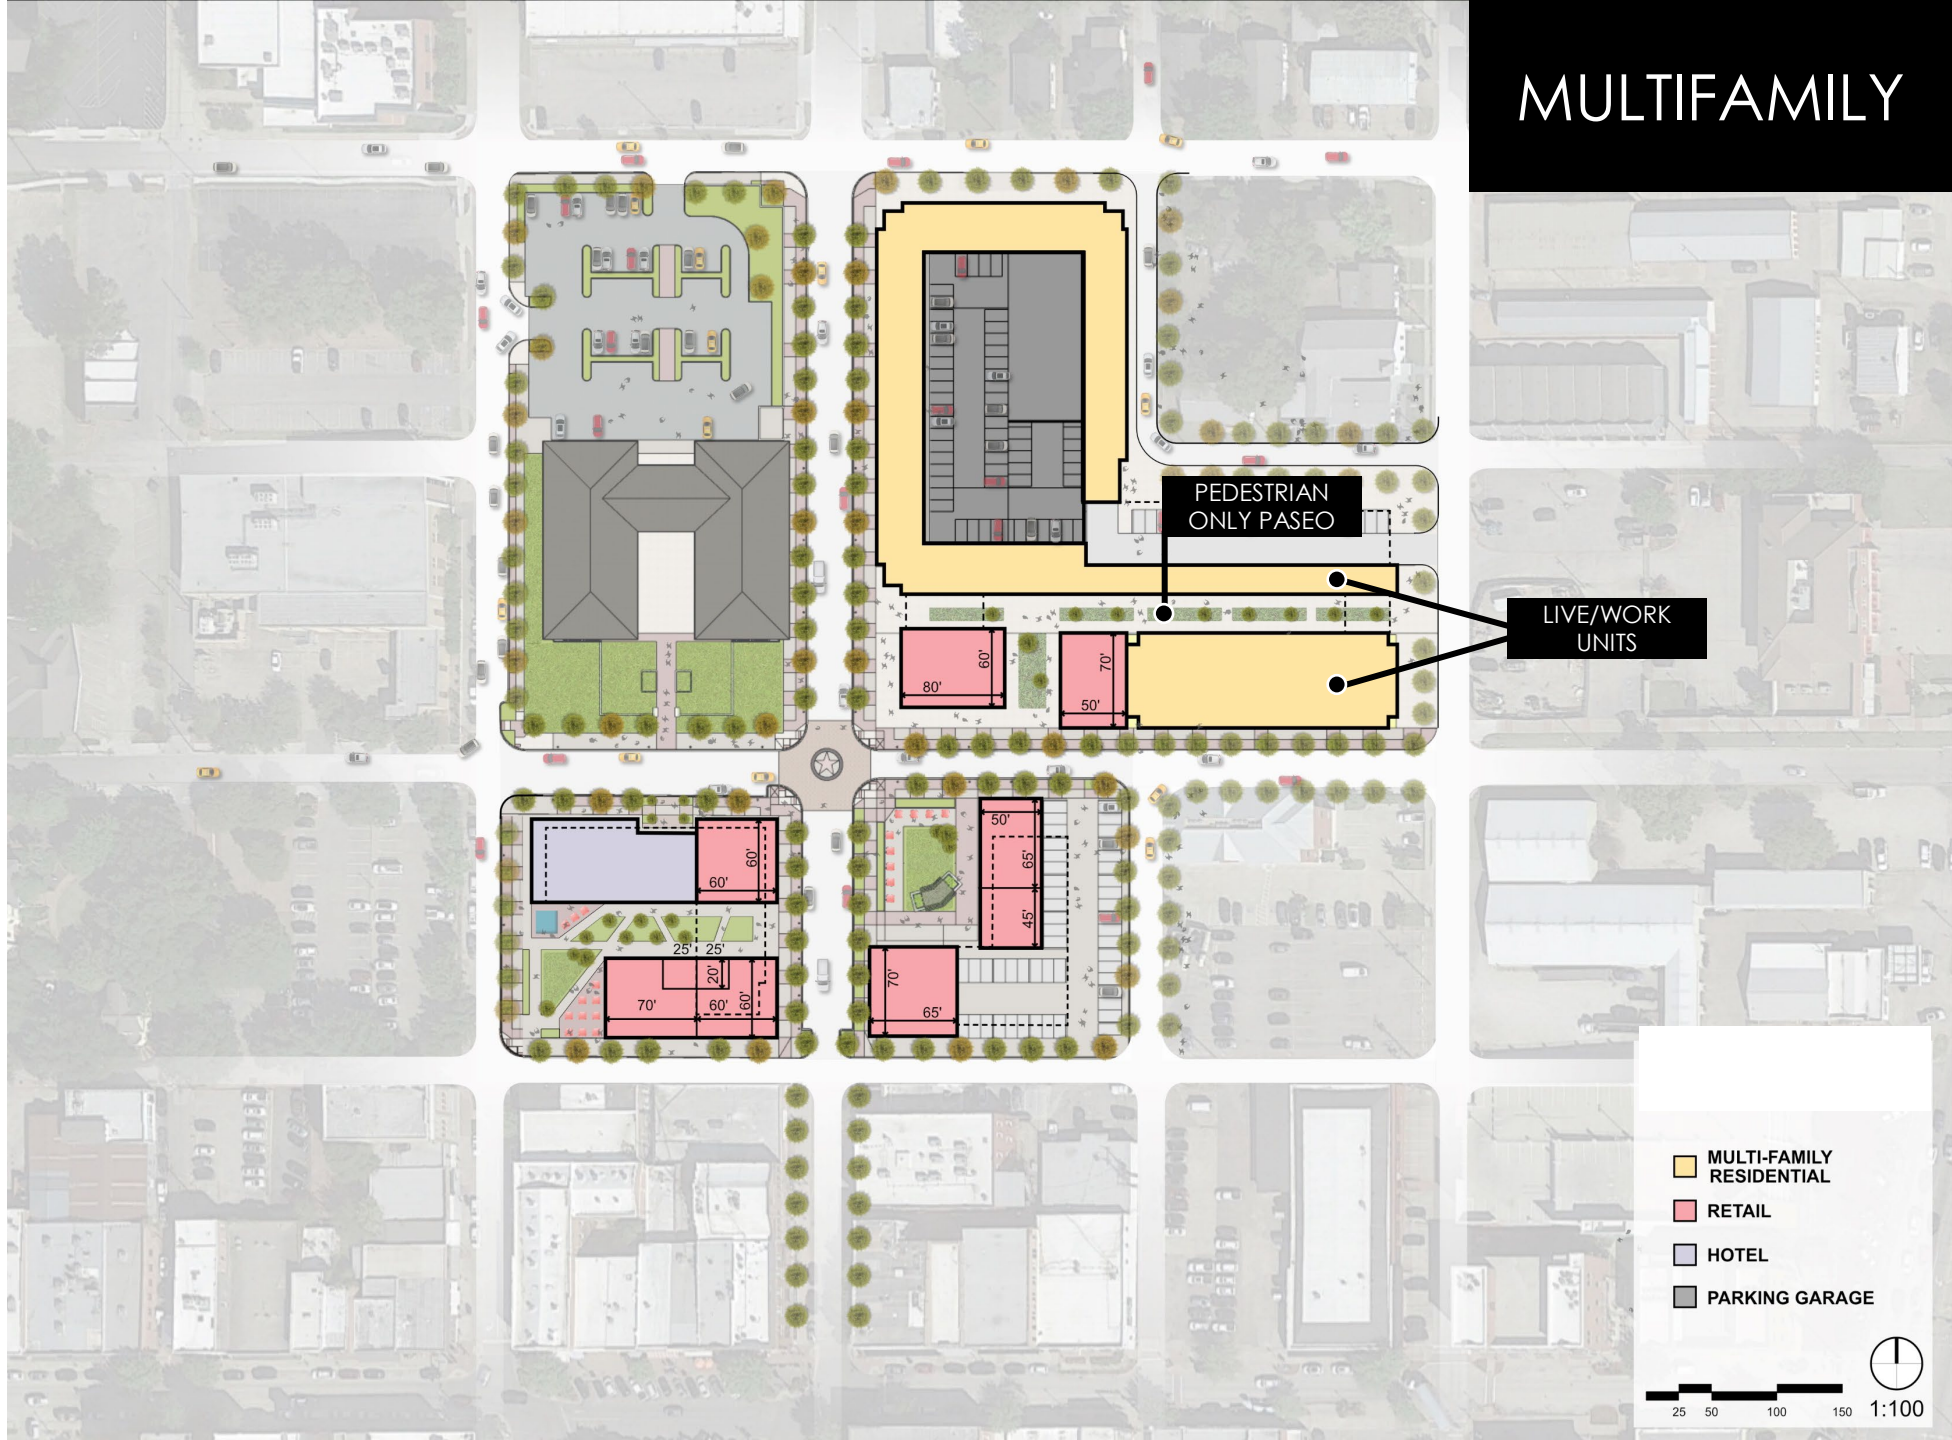 MULTIFAMILY
PEDESTRIAN
ONLY PASEO
LIVE/WORK
UNITS
60'
80'
70'
50'
60'
60'
50'
65'
45'
25' 25'
20'
70'
60'
60'
70'
65'
MULTI-FAMILY
RESIDENTIAL
RETAIL
HOTEL
PARKING GARAGE
25 50 100 150
1:100